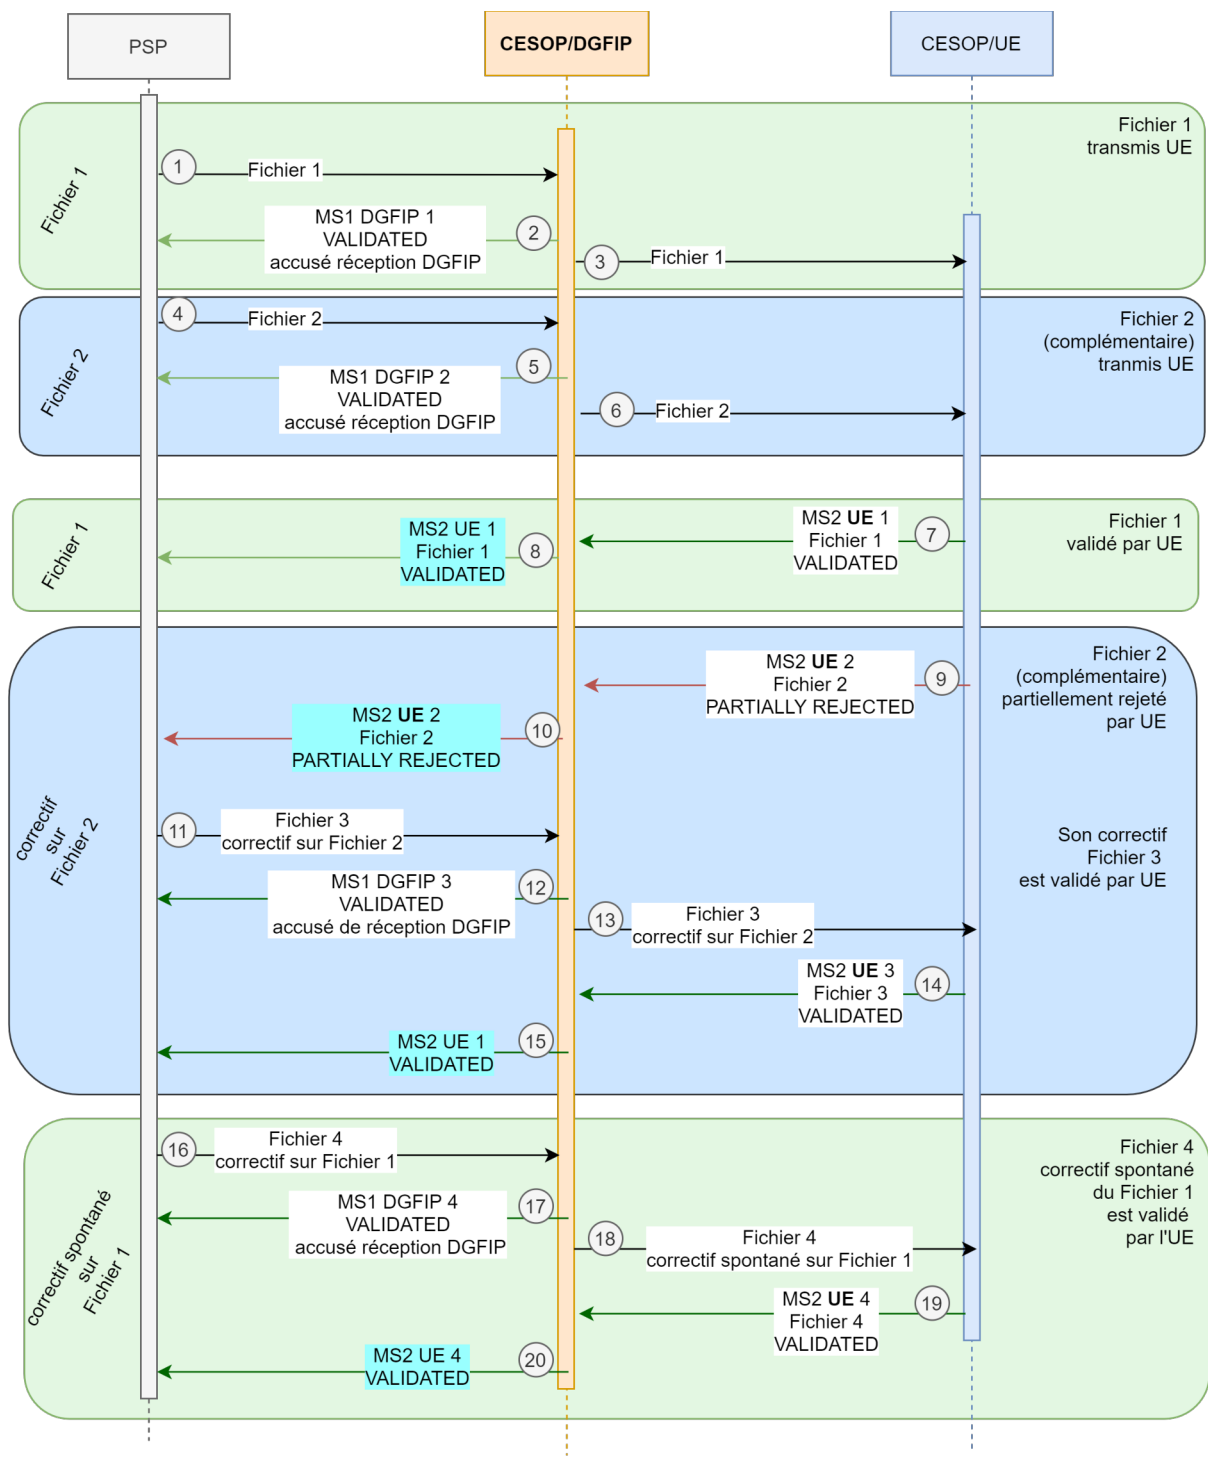 PSP
CESOP/DGFIP
CESOP/UE
Fichier 1
transmis UE
Fichier 1
1
Fichier 1
MS1 DGFIP 1
VALIDATED
accusé réception DGFIP
2
3
Fichier 1
Fichier 2
4
Fichier 2
Fichier 2
(complémentaire)
tranmis UE
MS1 DGFIP 2
VALIDATED
accusé réception DGFIP
5
6
Fichier 2
Fichier 1
Fichier 1
validé par UE
MS2 UE 1
Fichier 1
VALIDATED
7
MS2 UE 1
Fichier 1
VALIDATED
8
Fichier 2
(complémentaire)
partiellement rejeté
par UE
MS2 UE 2
Fichier 2
PARTIALLY REJECTED
9
MS2 UE 2
Fichier 2
PARTIALLY REJECTED
10
correctif
sur
Fichier 2
11
Fichier 3
correctif sur Fichier 2
Son correctif
Fichier 3
est validé par UE
MS1 DGFIP 3
VALIDATED
accusé de réception DGFIP
12
13
Fichier 3
correctif sur Fichier 2
MS2 UE 3
Fichier 3
VALIDATED
14
MS2 UE 1
VALIDATED
15
correctif spontané
sur
Fichier 1
16
Fichier 4
correctif sur Fichier 1
Fichier 4
correctif spontané
du Fichier 1
est validé
par l'UE
MS1 DGFIP 4
VALIDATED
accusé réception DGFIP
17
18
Fichier 4
correctif spontané sur Fichier 1
MS2 UE 4
Fichier 4
VALIDATED
19
MS2 UE 4
VALIDATED
20